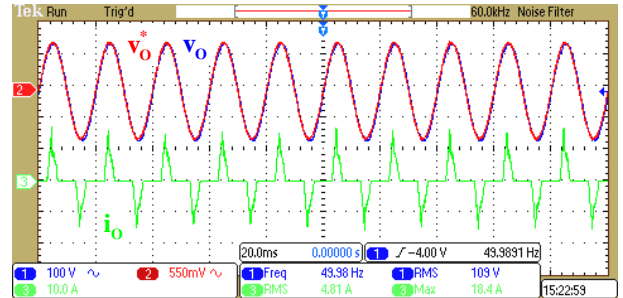 Tek Run Trig'd 60.0kHz Noise Filter
v*O vO
2
3
iO
20.0ms 0.00000 s 1 ∫ −4.00 V 49.9891 Hz
1 100 V ∿ 2 550mV ∿ 1 Freq 49.98 Hz 1 RMS 109 V
3 10.0 A 3 RMS 4.81 A 3 Max 18.4 A 15:22:59